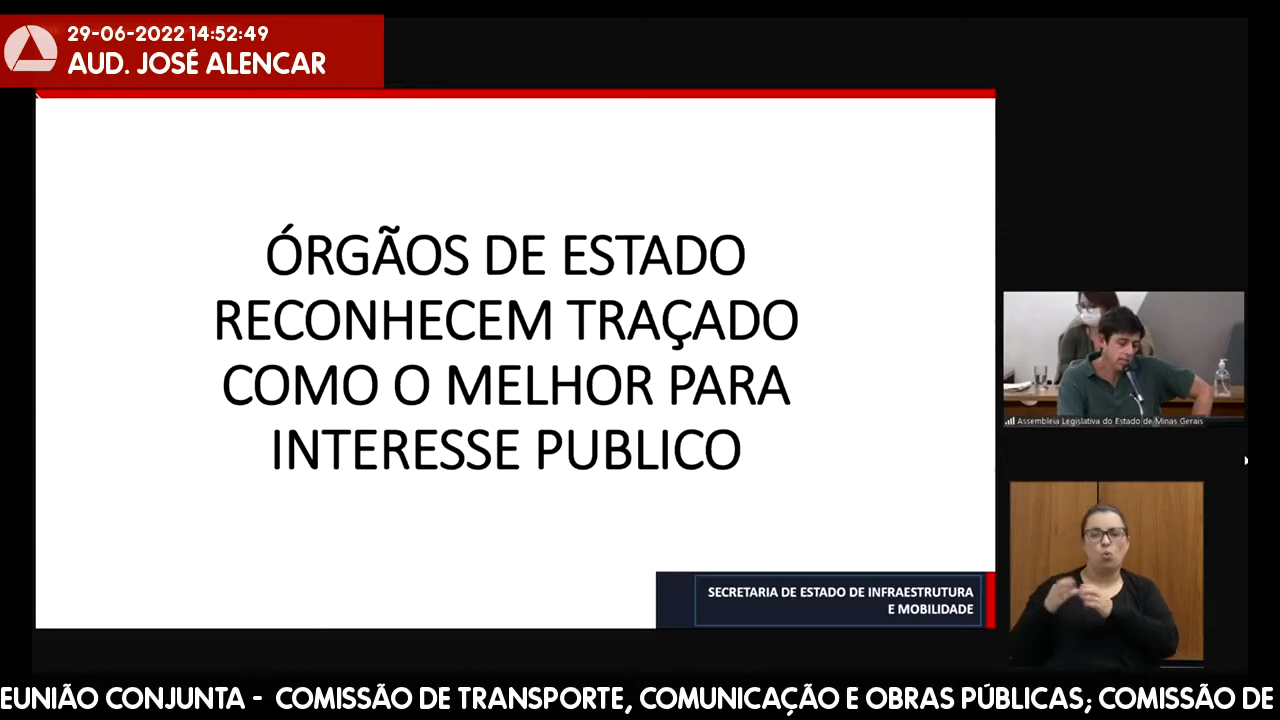 29-06-2022 14:52:49
AUD. JOSÉ ALENCAR
ÓRGÃOS DE ESTADO
RECONHECEM TRAÇADO
COMO O MELHOR PARA
INTERESSE PUBLICO
Assembleia Legislativa do Estado de Minas Gerais
SECRETARIA DE ESTADO DE INFRAESTRUTURA
E MOBILIDADE
EUNIÃO CONJUNTA - COMISSÃO DE TRANSPORTE, COMUNICAÇÃO E OBRAS PÚBLICAS; COMISSÃO DE